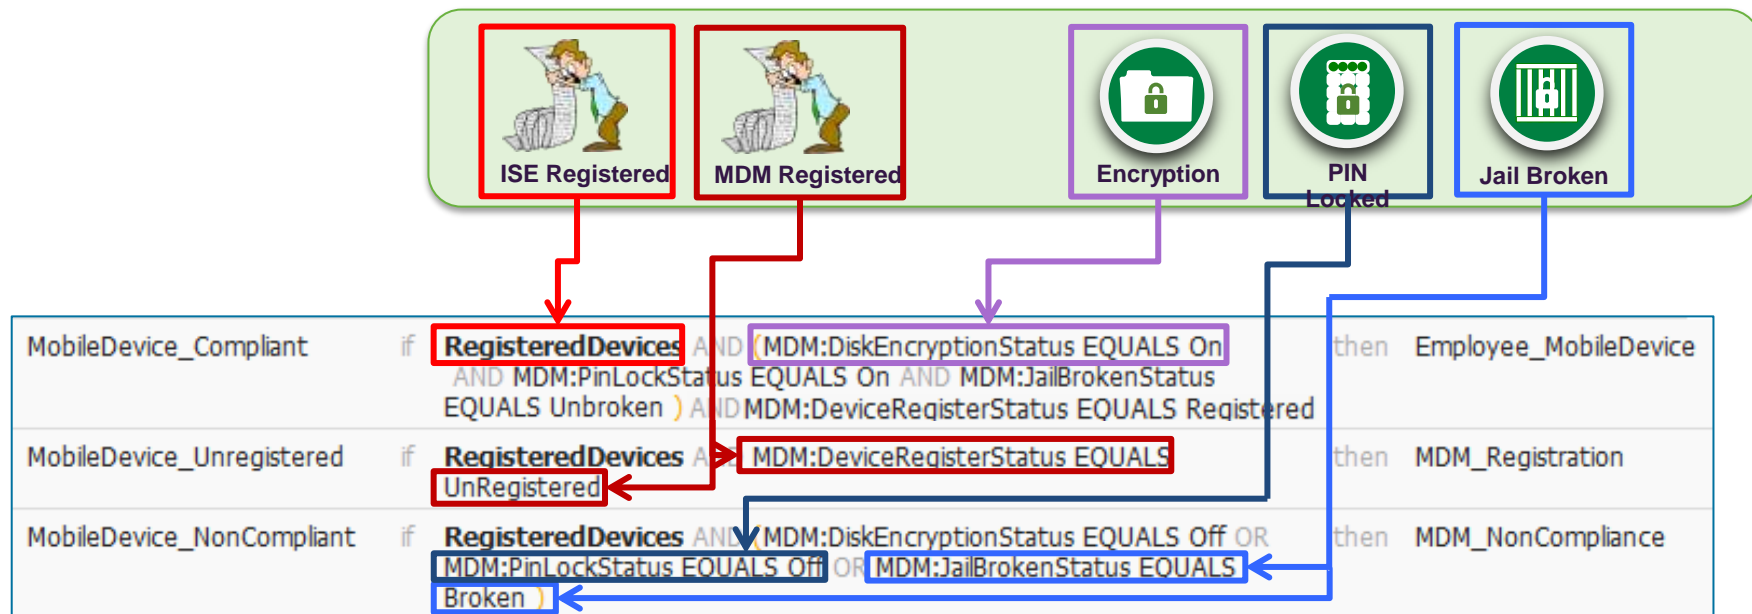 ISE Registered
MDM Registered
Encryption
PIN
Locked
Jail Broken
MobileDevice_Compliant if RegisteredDevices AND (MDM:DiskEncryptionStatus EQUALS On then Employee_MobileDevice
AND MDM:PinLockStatus EQUALS On AND MDM:JailBrokenStatus
EQUALS Unbroken ) AND MDM:DeviceRegisterStatus EQUALS Registered
MobileDevice_Unregistered if RegisteredDevices AND MDM:DeviceRegisterStatus EQUALS then MDM_Registration
UnRegistered
MobileDevice_NonCompliant if RegisteredDevices AND (MDM:DiskEncryptionStatus EQUALS Off OR then MDM_NonCompliance
MDM:PinLockStatus EQUALS Off OR MDM:JailBrokenStatus EQUALS
Broken )